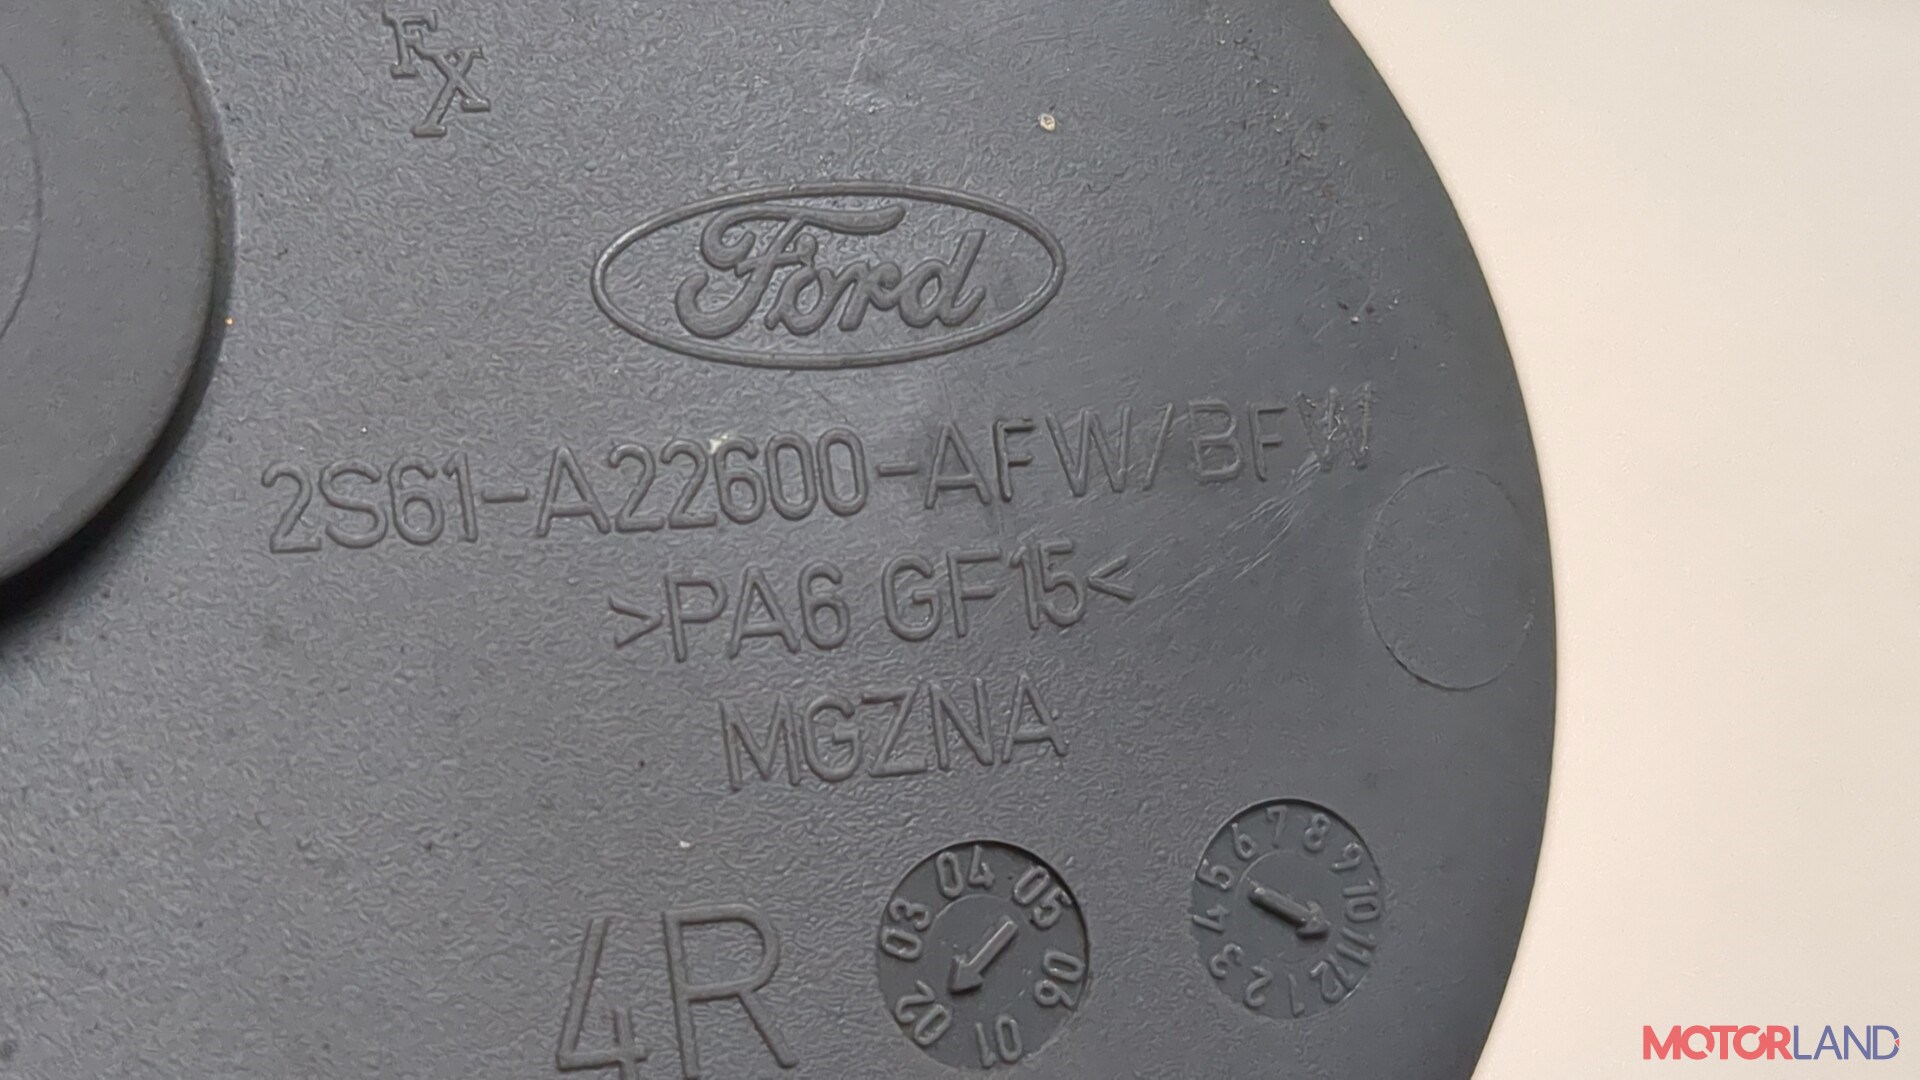 FX
Ford
2S61-A22600-AFW/BFW
>PA6 GF15<
MGZNA
4R
01 02 03 04 05 06
1 2 3 4 5 6 7 8 9 10 11 12
MOTORLAND